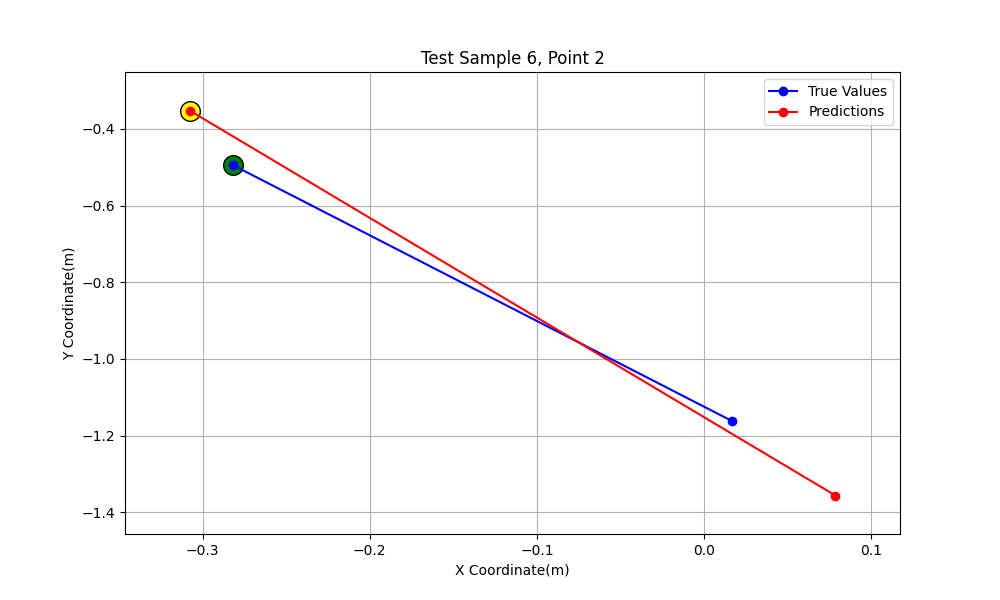 Test Sample 6, Point 2
True Values
Predictions
−0.4
−0.6
−0.8
−1.0
−1.2
−1.4
Y Coordinate(m)
−0.3
−0.2
−0.1
0.0
0.1
X Coordinate(m)